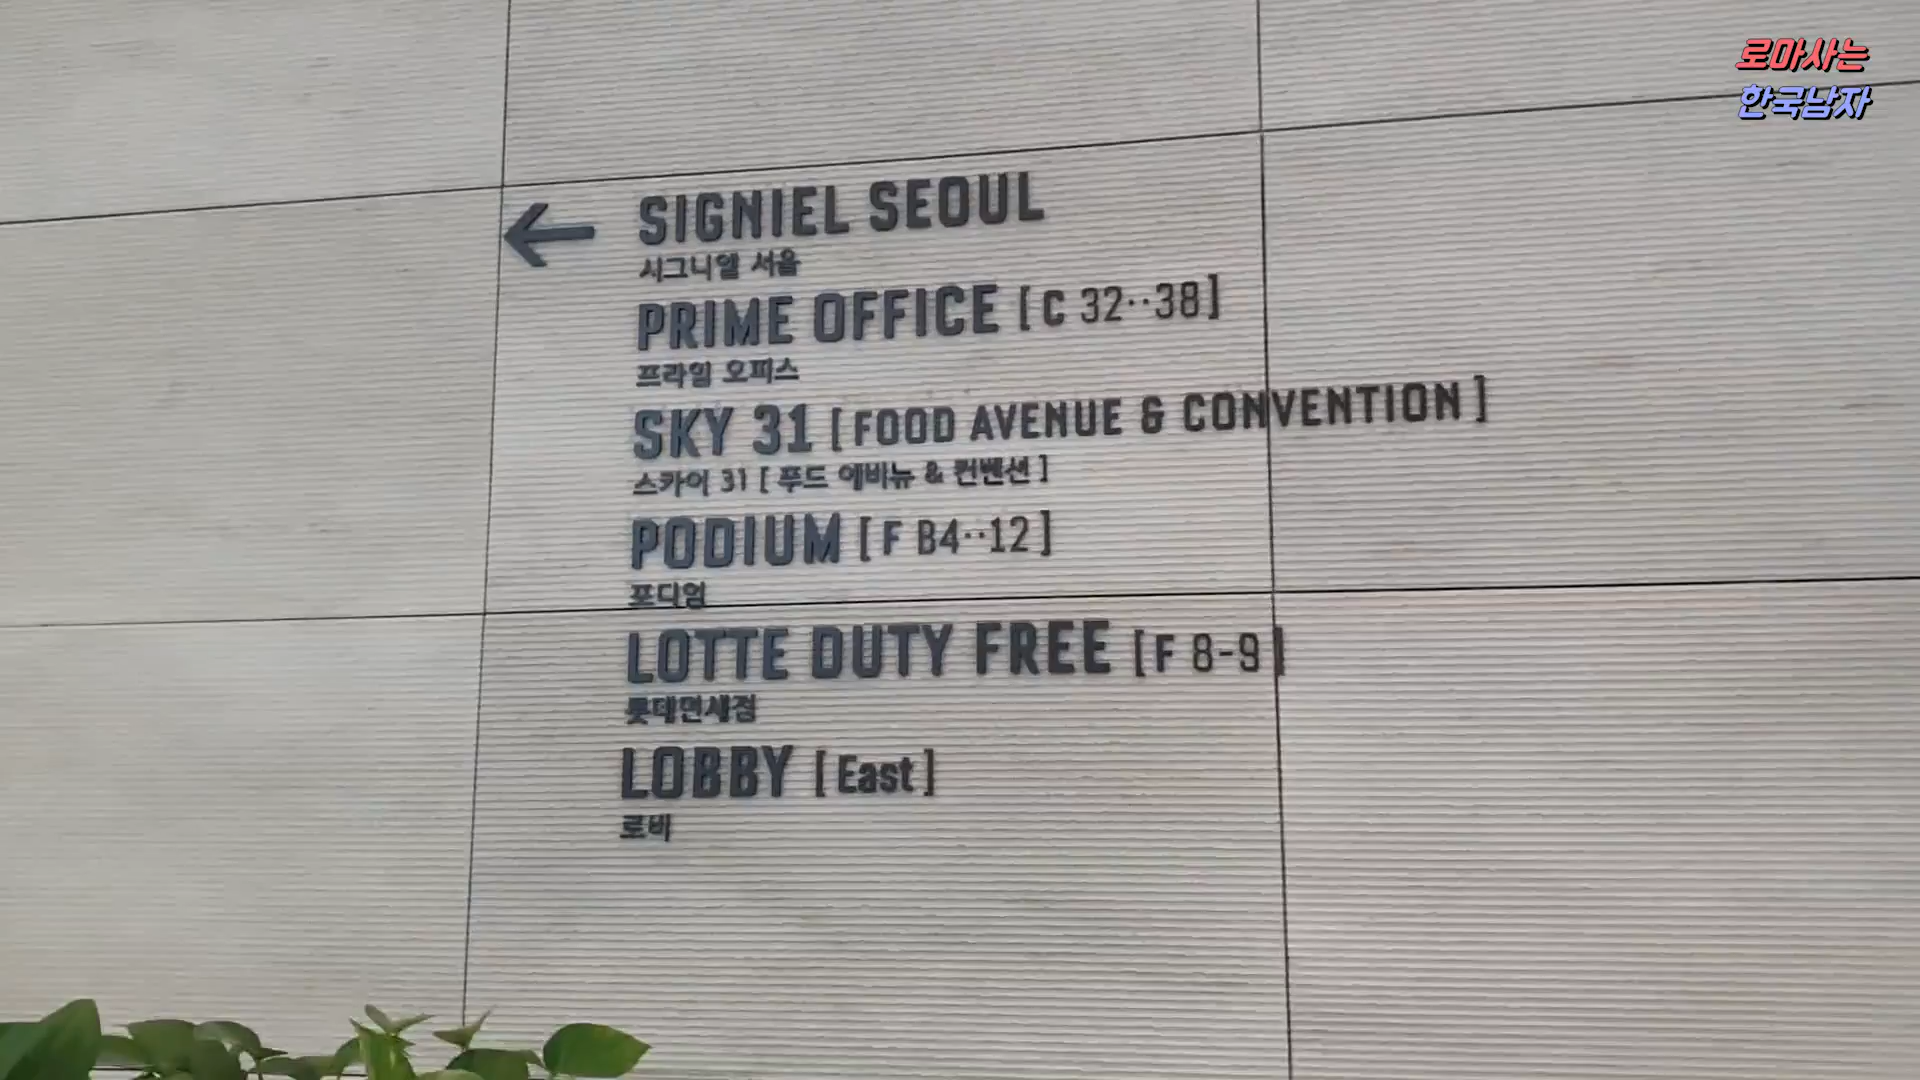 로마사는
한국남자
SIGNIEL SEOUL
시그니엘 서울
PRIME OFFICE [ C 32··38 ]
프라임 오피스
SKY 31 [ FOOD AVENUE & CONVENTION ]
스카이 31 [ 푸드 에비뉴 & 컨벤션 ]
PODIUM [ F B4··12 ]
포디엄
LOTTE DUTY FREE [ F 8-9 ]
롯데면세점
LOBBY [ East ]
로비